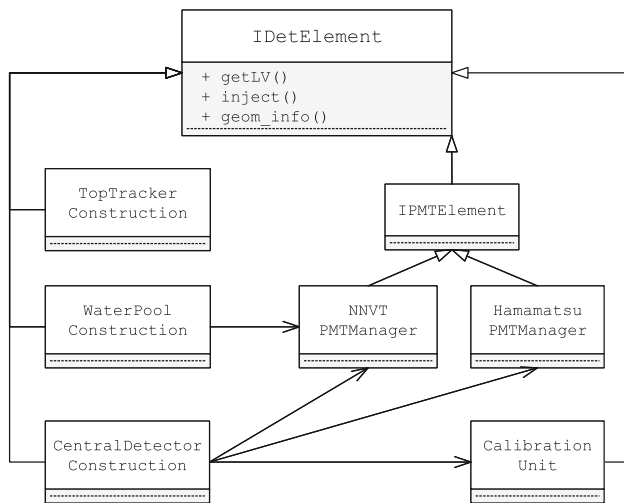 IDetElement
+ getLV()
+ inject()
+ geom_info()
TopTracker
Construction
IPMTElement
WaterPool
Construction
NNVT
PMTManager
Hamamatsu
PMTManager
CentralDetector
Construction
Calibration
Unit